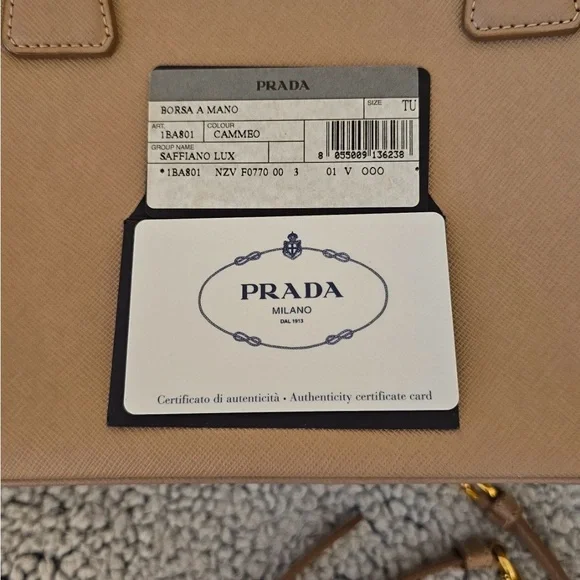 PRADA
BORSA A MANO
SIZE TU
ART. 1BA801 COLOUR CAMMEO
GROUP NAME
SAFFIANO LUX
8 055009 136238
*1BA801 NZV F0770 00 3 01 V OOO
PRADA
MILANO
DAL 1913
Certificato di autenticità · Authenticity certificate card